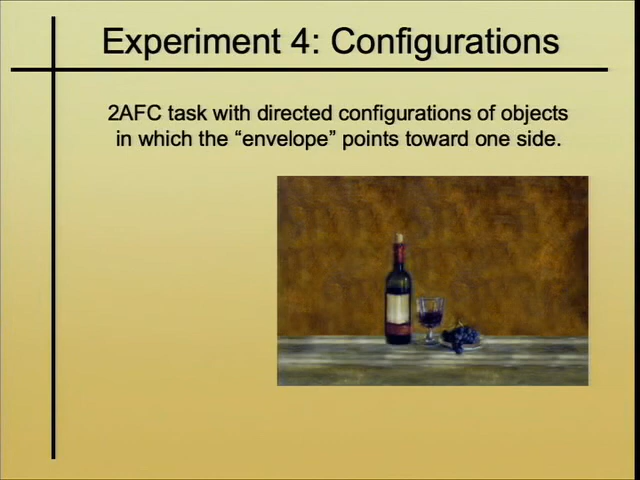 Experiment 4: Configurations
2AFC task with directed configurations of objects
in which the “envelope” points toward one side.